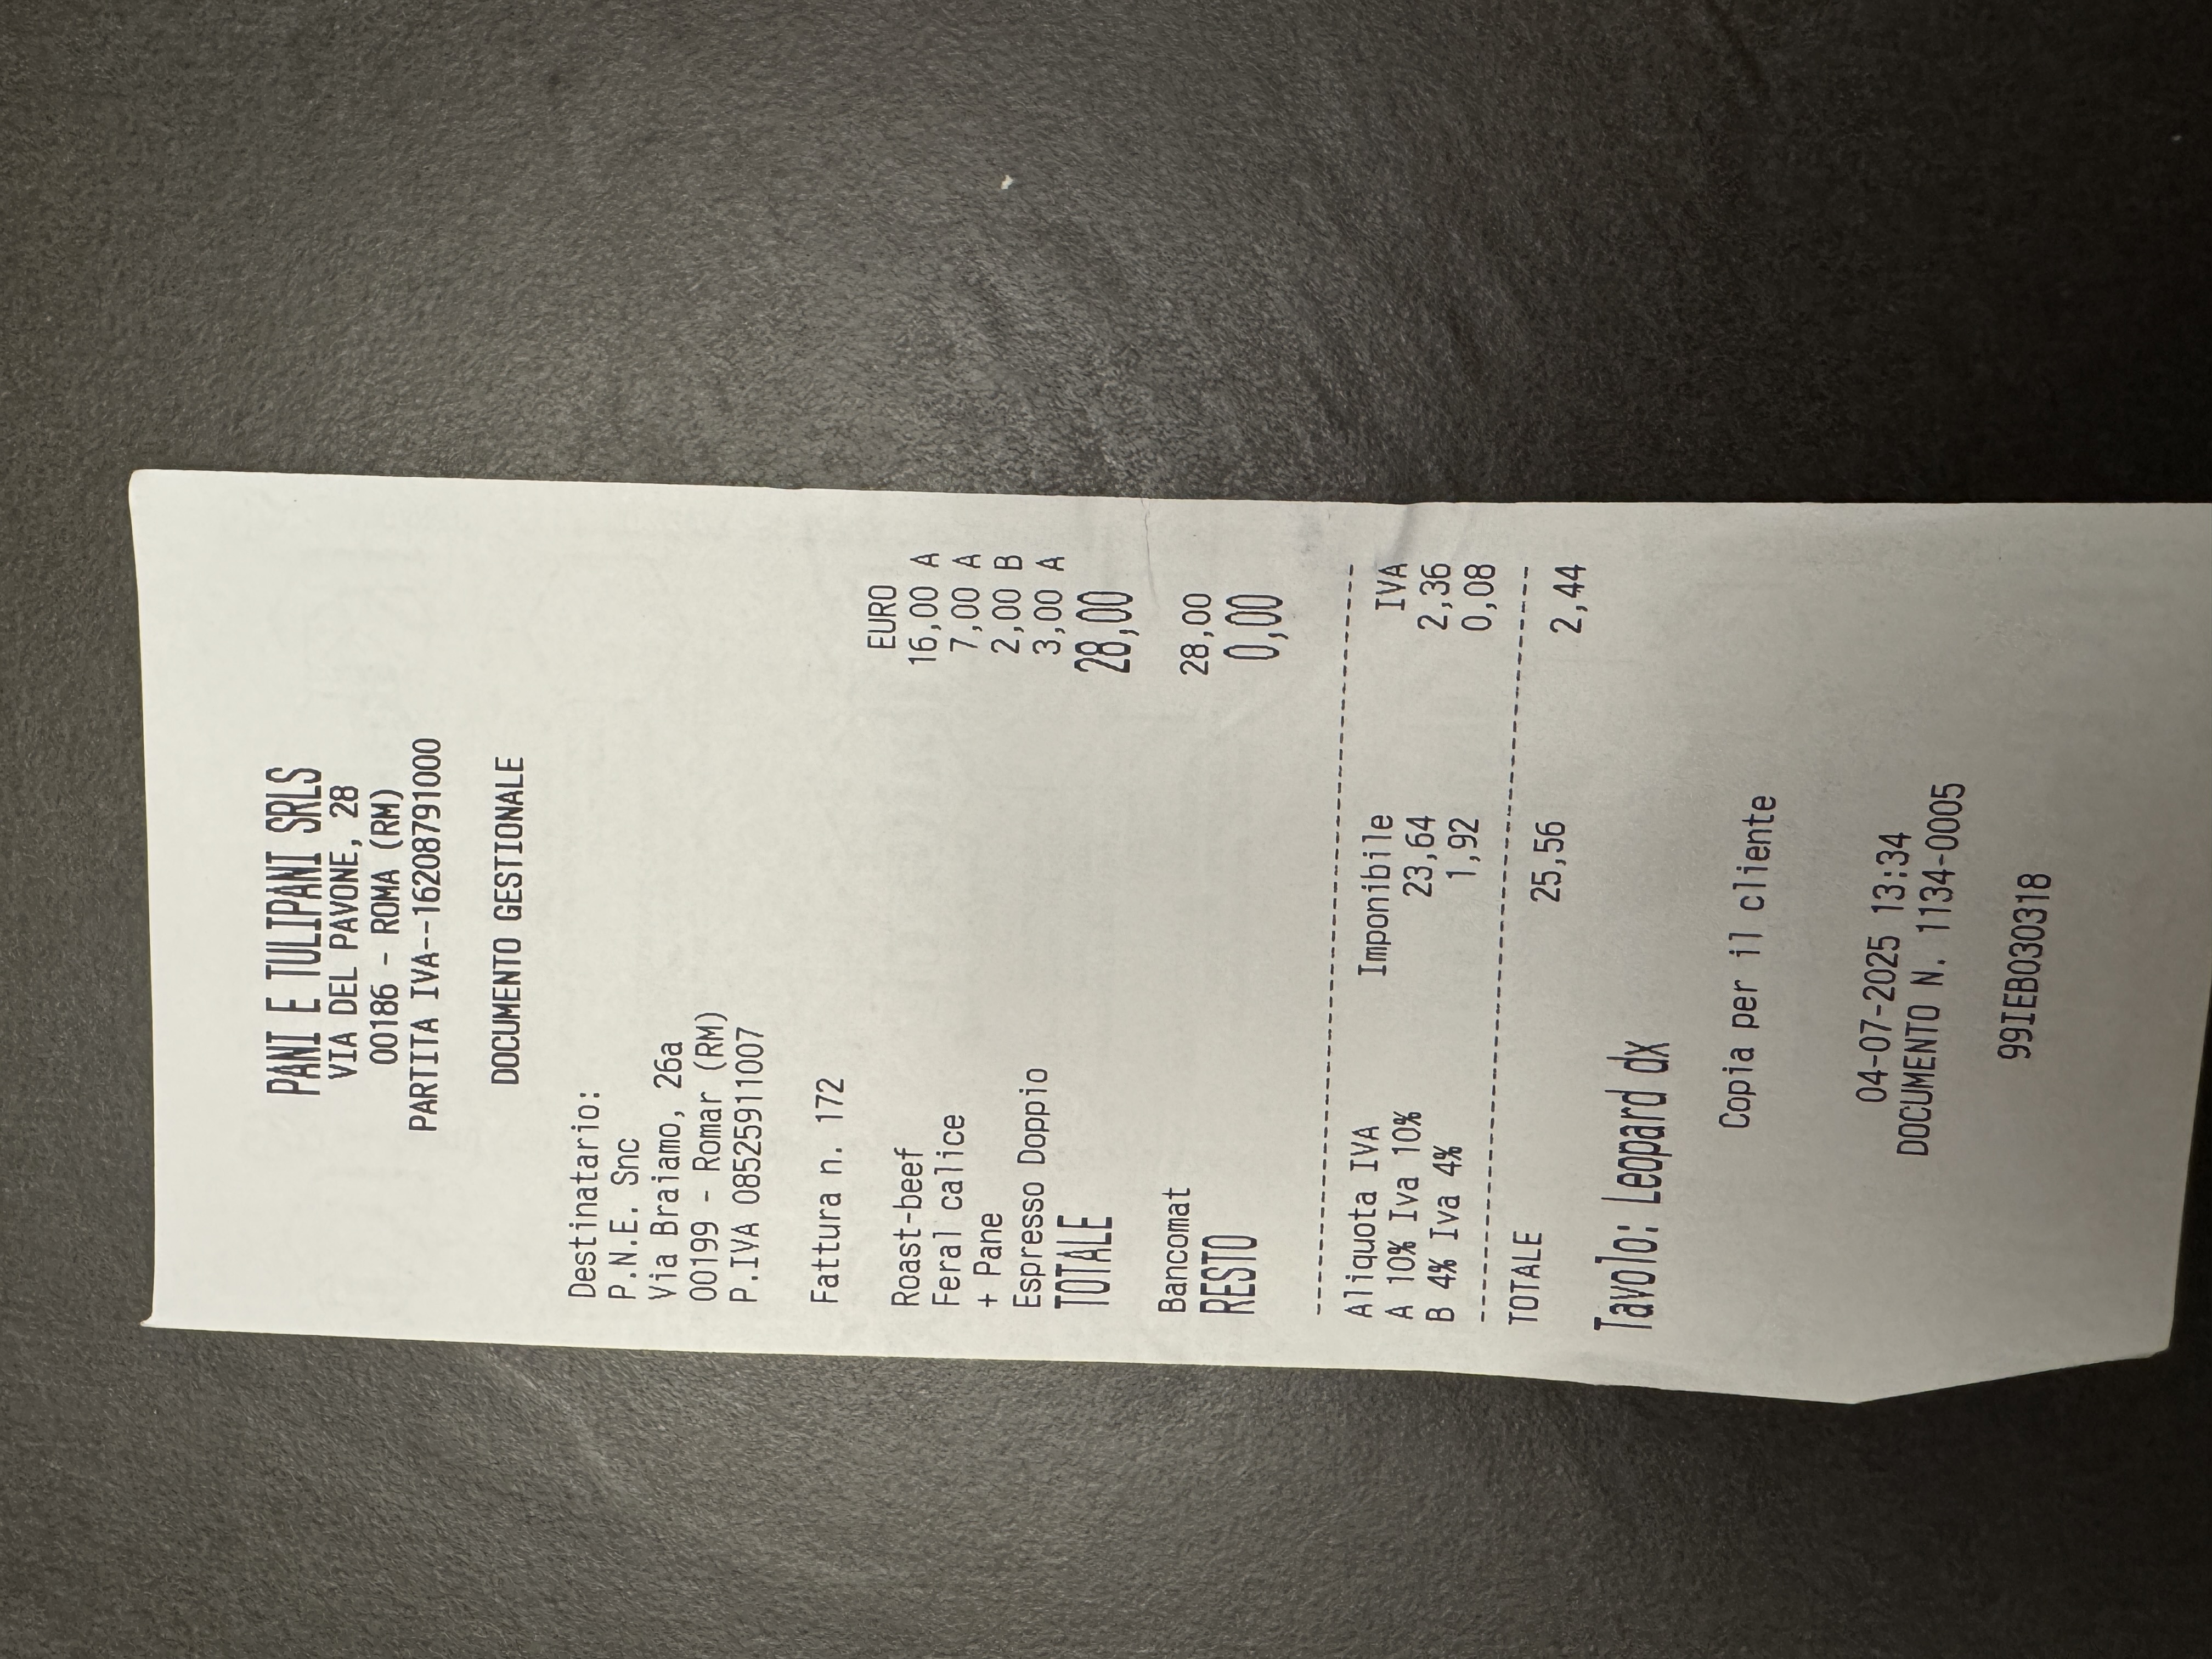 PANI E TULIPANI SRLS
VIA DEL PAVONE, 28
00186 - ROMA (RM)
PARTITA IVA--16208791000
DOCUMENTO GESTIONALE
Destinatario:
P.N.E. Snc
Via Braiamo, 26a
00199 - Romar (RM)
P.IVA 08525911007
Fattura n. 172
EURO
Roast-beef 16,00 A
Feral calice 7,00 A
+ Pane 2,00 B
Espresso Doppio 3,00 A
TOTALE 28,00
Bancomat 28,00
RESTO 0,00
--------------------------------------------
Aliquota IVA Imponibile IVA
A 10% Iva 10% 23,64 2,36
B 4% Iva 4% 1,92 0,08
--------------------------------------------
TOTALE 25,56 2,44
Tavolo: Leopard dx
Copia per il cliente
04-07-2025 13:34
DOCUMENTO N. 1134-0005
99IEB030318